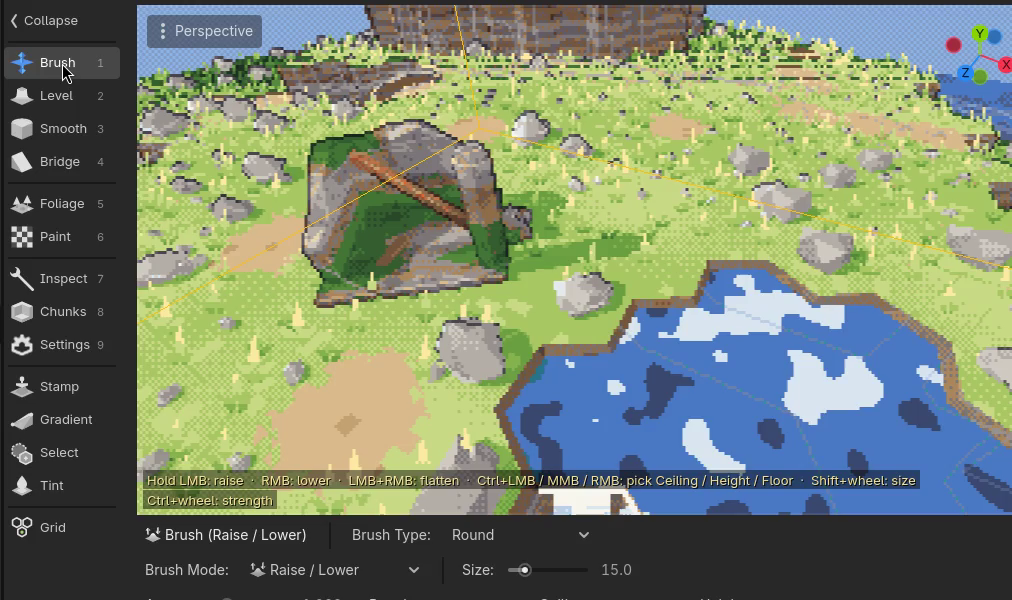 Collapse
Perspective
Y
X
Z
Brush 1
Level 2
Smooth 3
Bridge 4
Foliage 5
Paint 6
Inspect 7
Chunks 8
Settings 9
Stamp
Gradient
Select
Tint
Grid
Hold LMB: raise · RMB: lower · LMB+RMB: flatten · Ctrl+LMB / MMB / RMB: pick Ceiling / Height / Floor · Shift+wheel: size
Ctrl+wheel: strength
Brush (Raise / Lower) Brush Type: Round
Brush Mode: Raise / Lower Size: 15.0